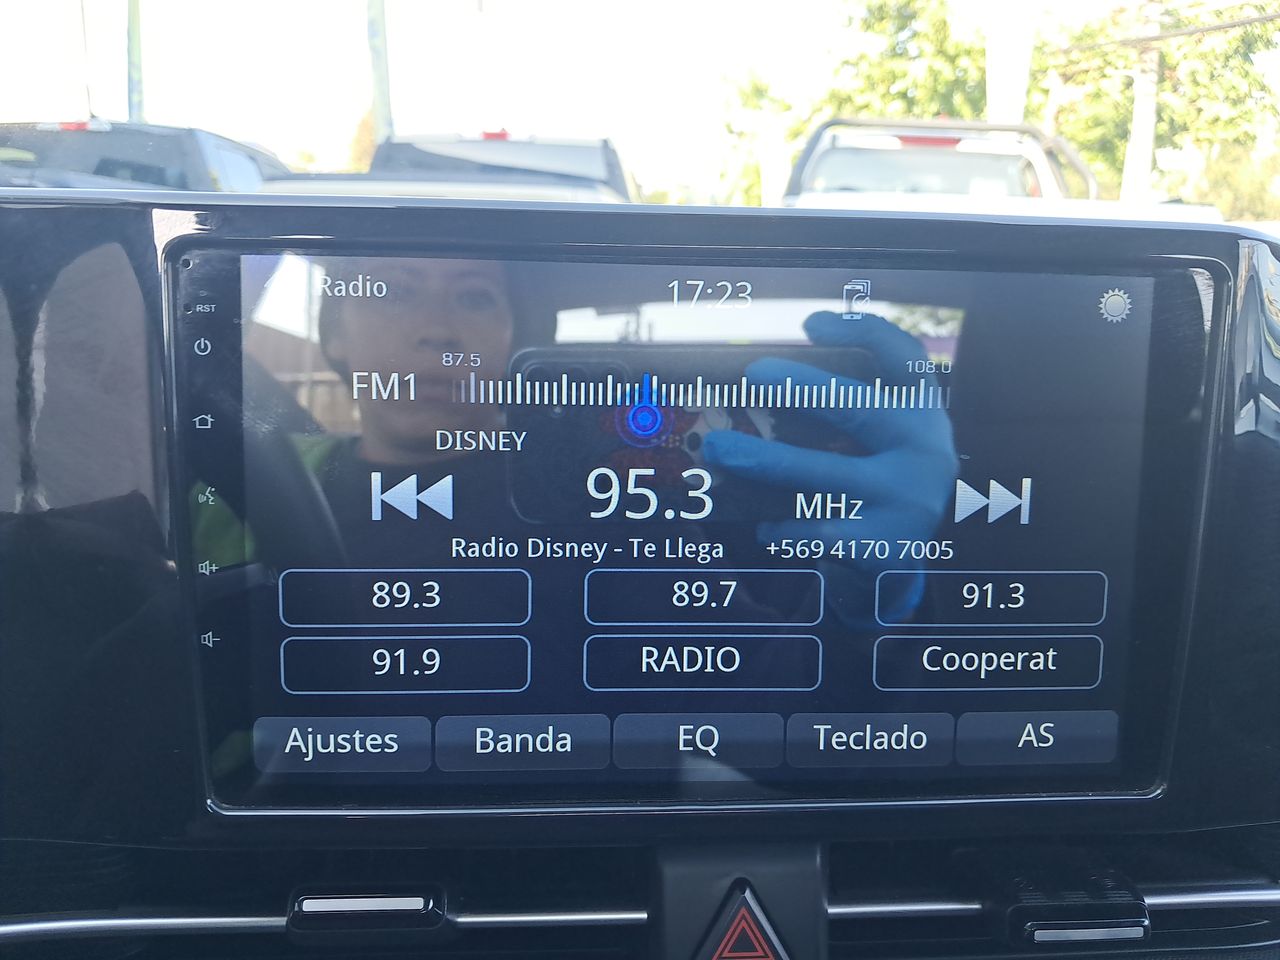 Radio 17:23
RST
87.5 108.0
FM1
DISNEY
95.3 MHz
Radio Disney - Te Llega +569 4170 7005
89.3 89.7 91.3
91.9 RADIO Cooperat
Ajustes Banda EQ Teclado AS